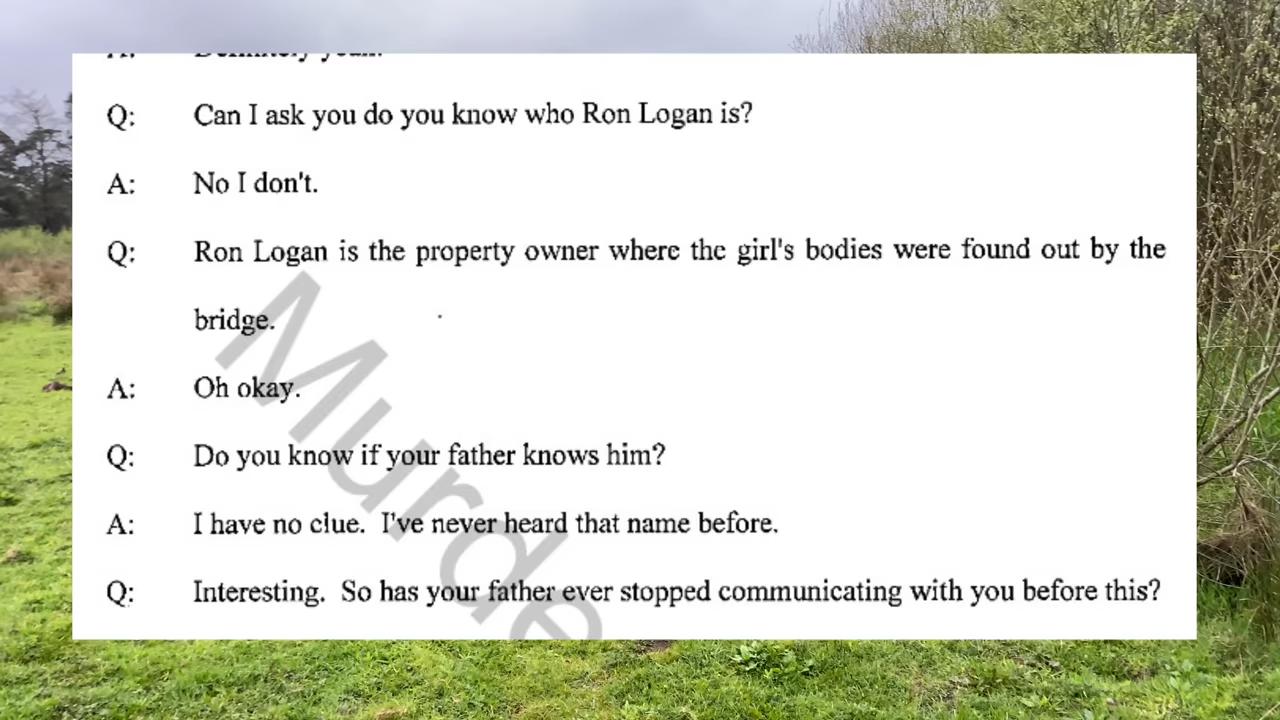 A: Definitely yeah.
Q: Can I ask you do you know who Ron Logan is?
A: No I don't.
Q: Ron Logan is the property owner where the girl's bodies were found out by the
bridge.
A: Oh okay.
Q: Do you know if your father knows him?
A: I have no clue. I've never heard that name before.
Q: Interesting. So has your father ever stopped communicating with you before this?
Murde